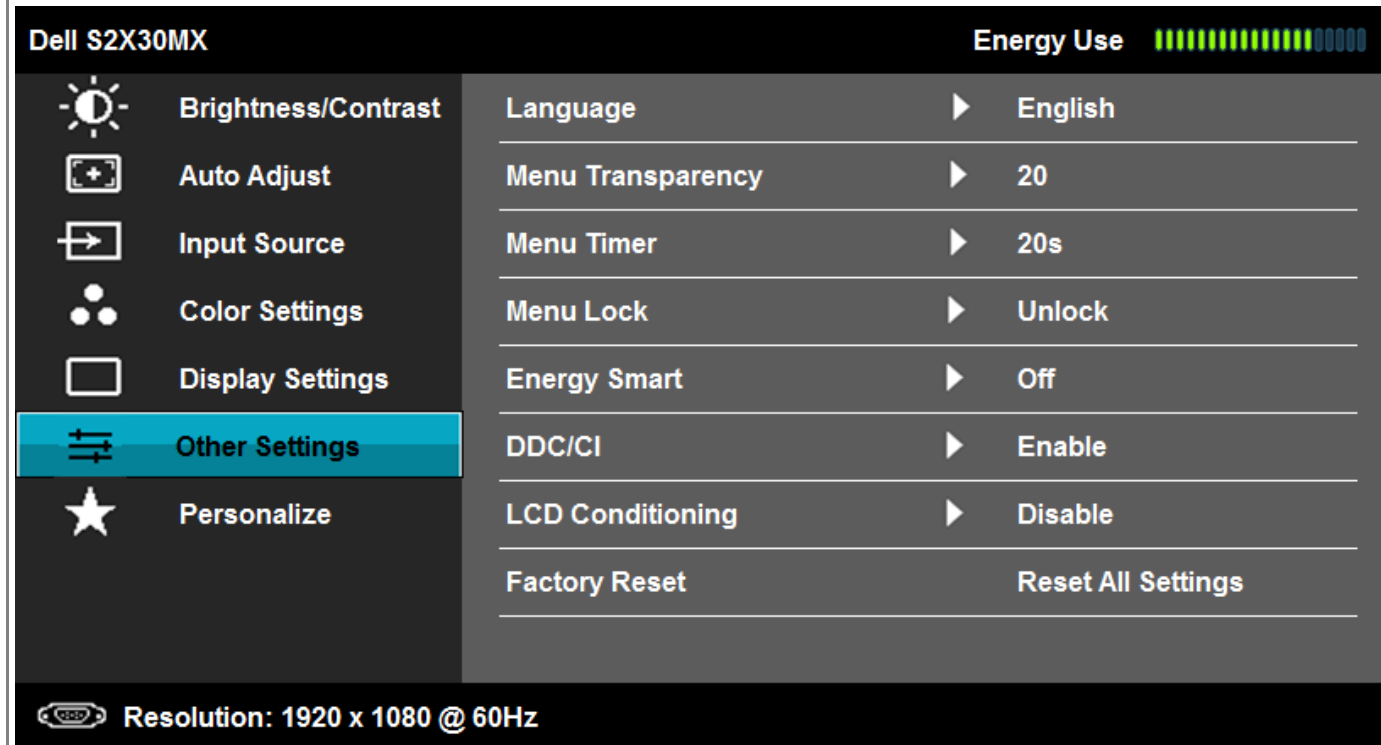 Dell S2X30MX Energy Use
Brightness/Contrast
Auto Adjust
Input Source
Color Settings
Display Settings
Other Settings
Personalize
Language English
Menu Transparency 20
Menu Timer 20s
Menu Lock Unlock
Energy Smart Off
DDC/CI Enable
LCD Conditioning Disable
Factory Reset Reset All Settings
Resolution: 1920 x 1080 @ 60Hz